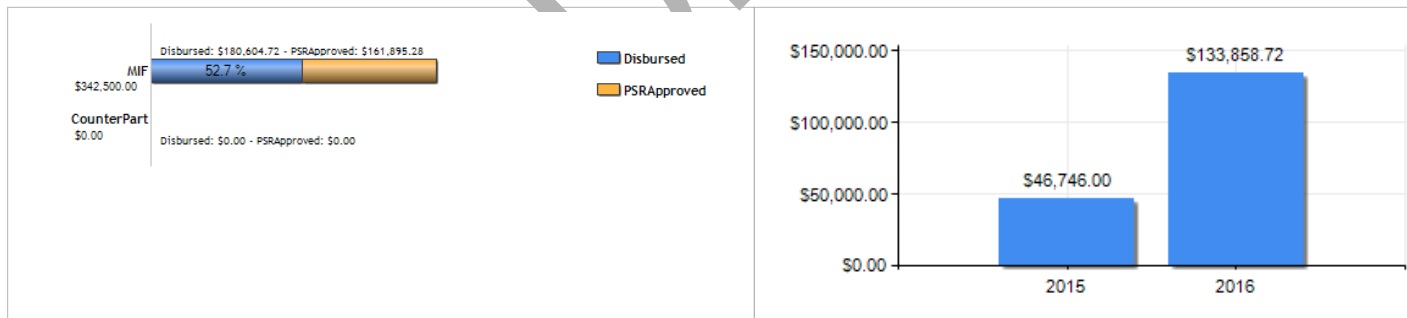 Disbursed: $180,604.72 - PSRApproved: $161,895.28
MIF
52.7 %
$342,500.00
CounterPart
$0.00
Disbursed: $0.00 - PSRApproved: $0.00
Disbursed
PSRApproved
$150,000.00
$100,000.00
$50,000.00
$0.00
$46,746.00
$133,858.72
2015
2016